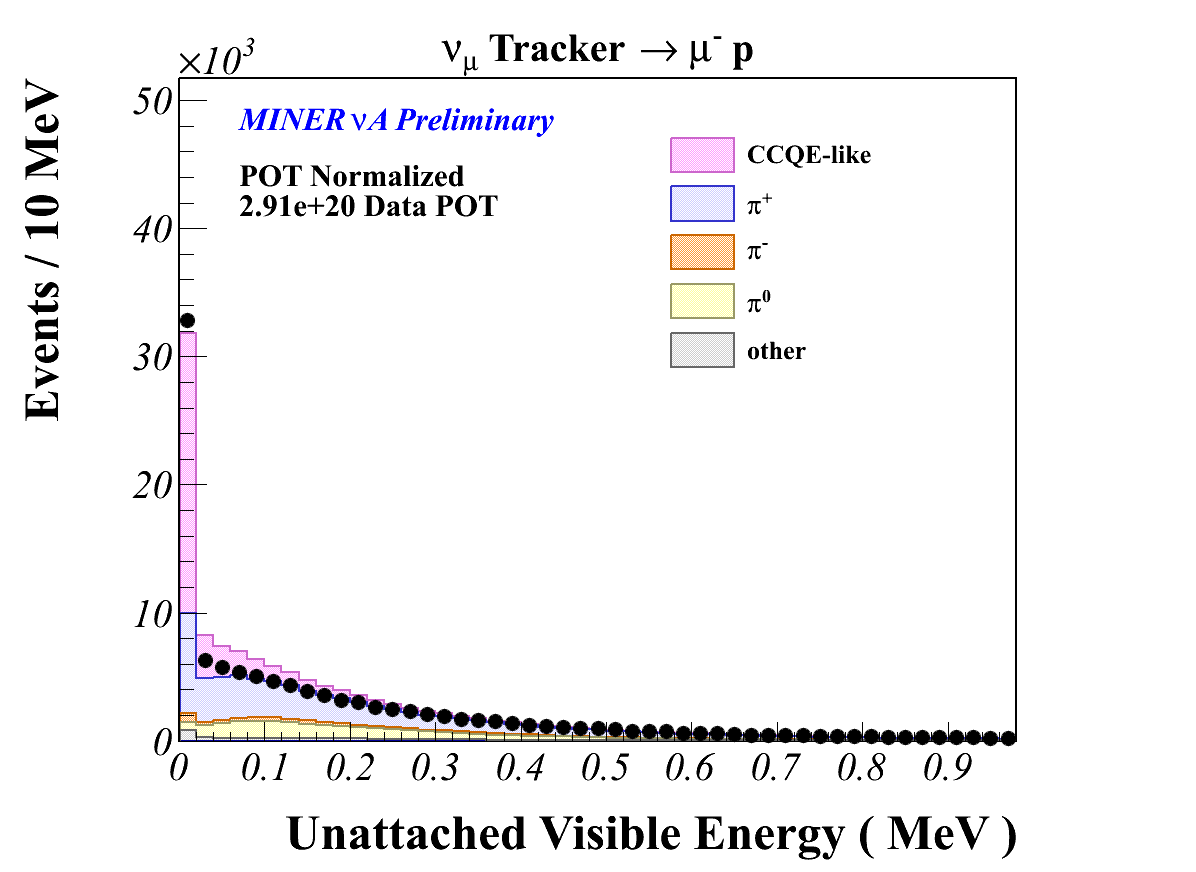 ν_μ Tracker → μ⁻ p
×10³
Events / 10 MeV
MINERνA Preliminary
POT Normalized
2.91e+20 Data POT
CCQE-like
π⁺
π⁻
π⁰
other
50
40
30
20
10
0
0 0.1 0.2 0.3 0.4 0.5 0.6 0.7 0.8 0.9
Unattached Visible Energy ( MeV )